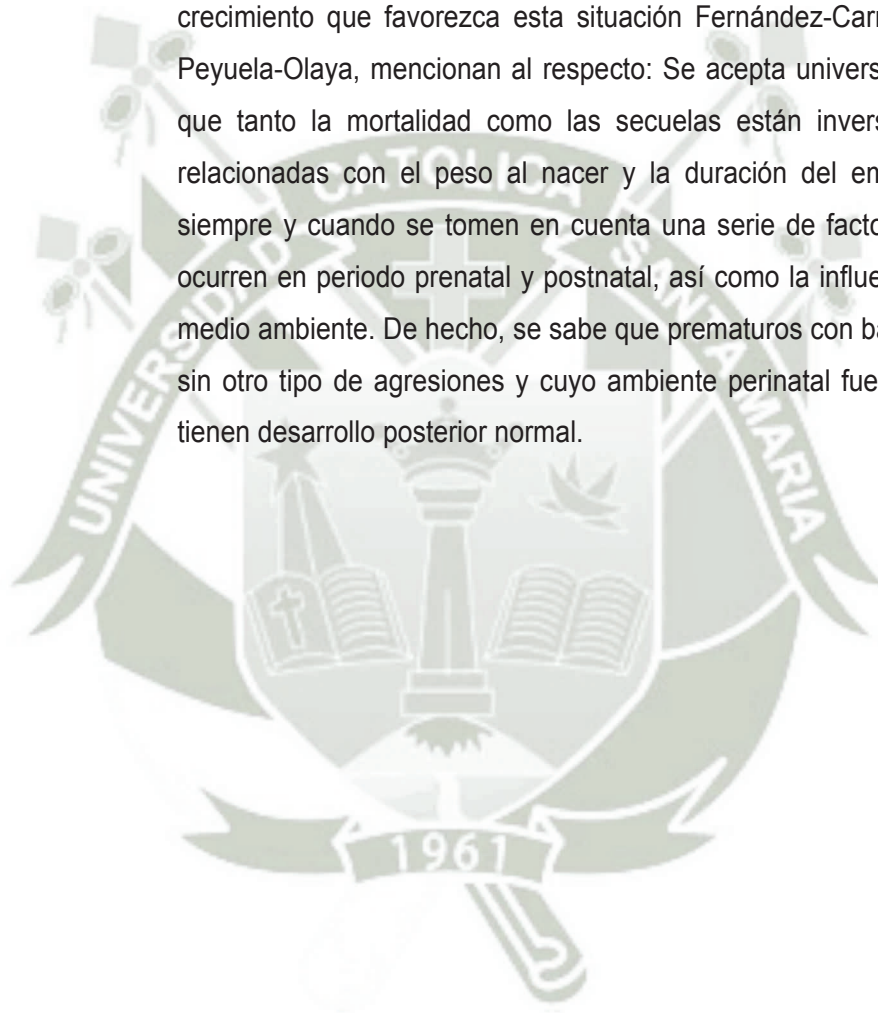 crecimiento que favorezca esta situación Fernández-Carr
Peyuela-Olaya, mencionan al respecto: Se acepta univers
que tanto la mortalidad como las secuelas están invers
relacionadas con el peso al nacer y la duración del em
siempre y cuando se tomen en cuenta una serie de facto
ocurren en periodo prenatal y postnatal, así como la influe
medio ambiente. De hecho, se sabe que prematuros con ba
sin otro tipo de agresiones y cuyo ambiente perinatal fue
tienen desarrollo posterior normal.
UNIVERSIDAD CATOLICA SANTA MARIA
1961